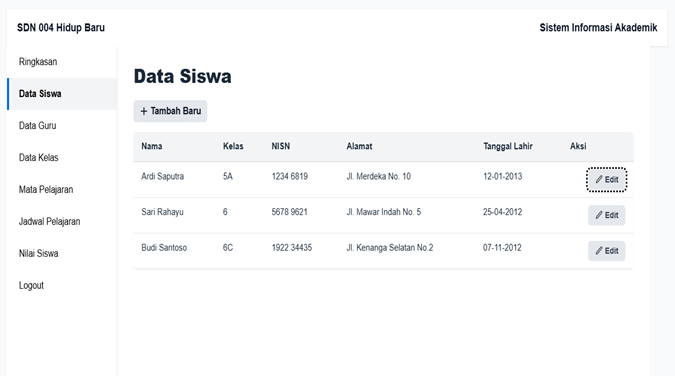 SDN 004 Hidup Baru
Sistem Informasi Akademik
Ringkasan
Data Siswa
Data Guru
Data Kelas
Mata Pelajaran
Jadwal Pelajaran
Nilai Siswa
Logout
Data Siswa
+ Tambah Baru
Nama Kelas NISN Alamat Tanggal Lahir Aksi
Ardi Saputra 5A 1234 6819 Jl. Merdeka No. 10 12-01-2013 Edit
Sari Rahayu 6 5678 9621 Jl. Mawar Indah No. 5 25-04-2012 Edit
Budi Santoso 6C 1922 34435 Jl. Kenanga Selatan No.2 07-11-2012 Edit